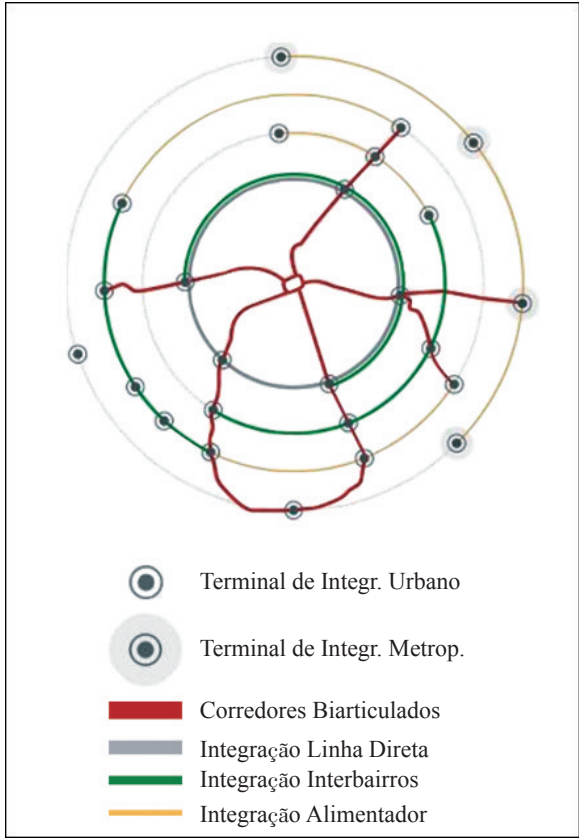 Terminal de Integr. Urbano
Terminal de Integr. Metrop.
Corredores Biarticulados
Integração Linha Direta
Integração Interbairros
Integração Alimentador